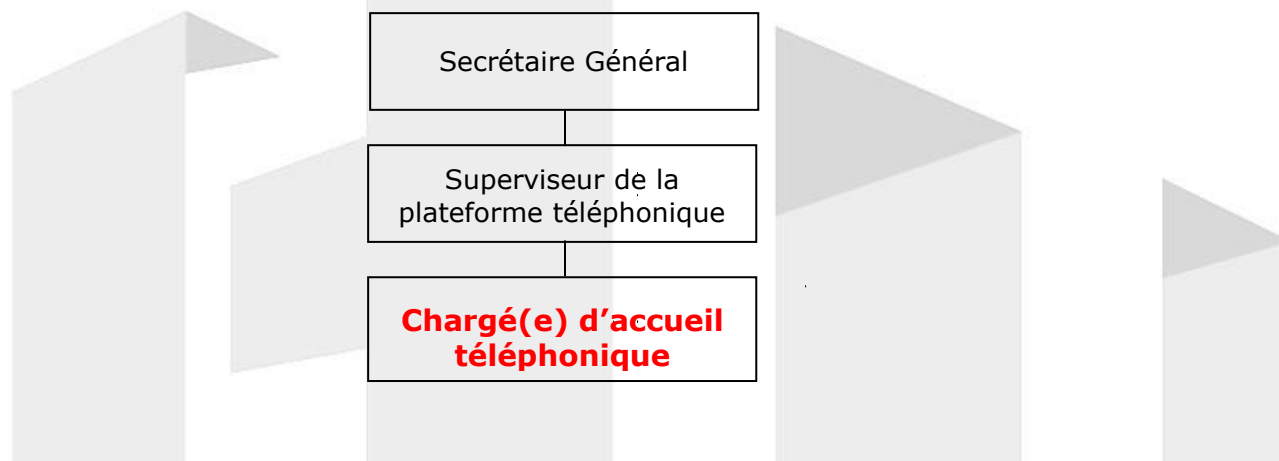 Secrétaire Général
Superviseur de la
plateforme téléphonique
Chargé(e) d’accueil
téléphonique